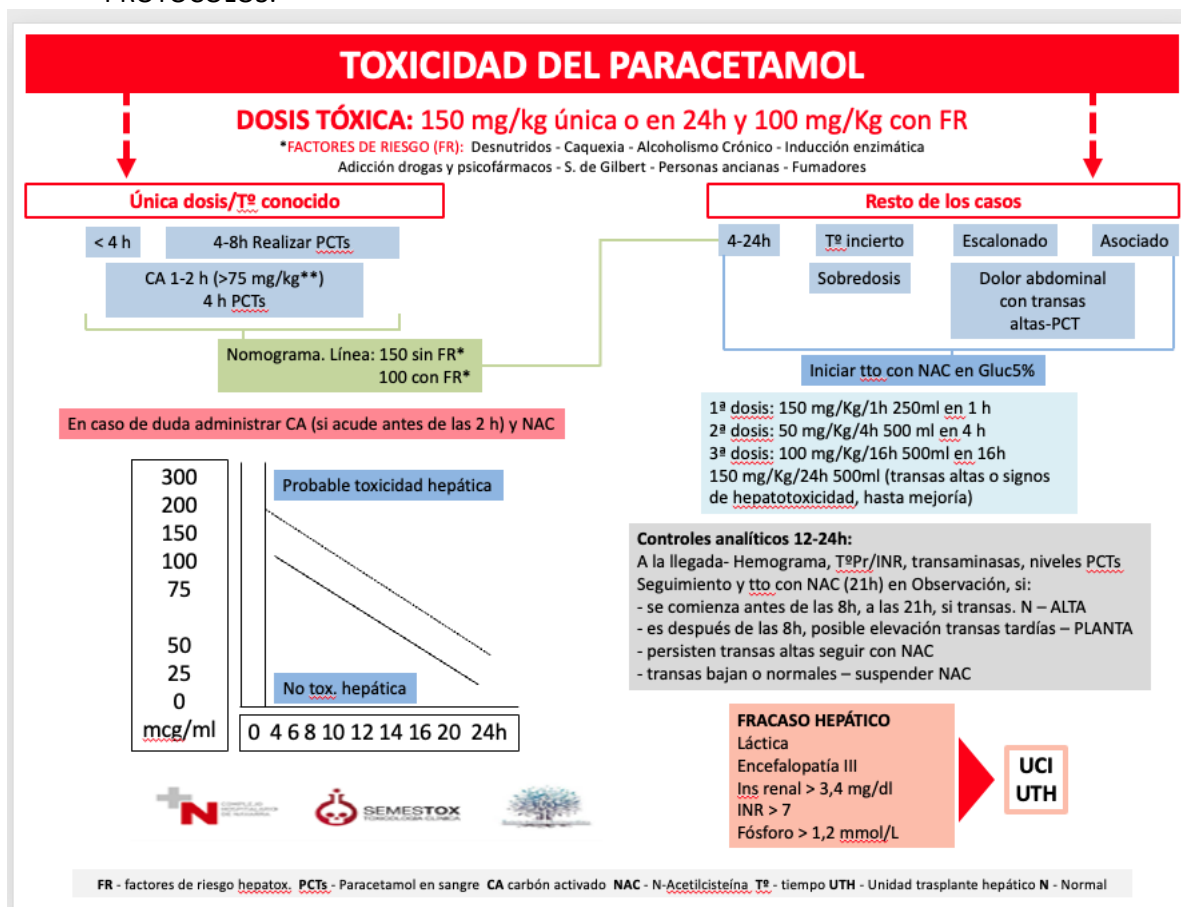 PROTOCOLOS:
TOXICIDAD DEL PARACETAMOL
DOSIS TÓXICA: 150 mg/kg única o en 24h y 100 mg/Kg con FR
*FACTORES DE RIESGO (FR): Desnutridos - Caquexia - Alcoholismo Crónico - Inducción enzimática
Adicción drogas y psicofármacos - S. de Gilbert - Personas ancianas - Fumadores
Única dosis/Tº conocido
< 4 h
4-8h Realizar PCTs
CA 1-2 h (>75 mg/kg**)
4 h PCTs
Nomograma. Línea: 150 sin FR*
100 con FR*
En caso de duda administrar CA (si acude antes de las 2 h) y NAC
300
200
150
100
75
50
25
0
mcg/ml
Probable toxicidad hepática
No tox. hepática
0 4 6 8 10 12 14 16 20 24h
Resto de los casos
4-24h
Tº incierto
Escalonado
Asociado
Sobredosis
Dolor abdominal
con transas
altas-PCT
Iniciar tto con NAC en Gluc5%
1ª dosis: 150 mg/Kg/1h 250ml en 1 h
2ª dosis: 50 mg/Kg/4h 500 ml en 4 h
3ª dosis: 100 mg/Kg/16h 500ml en 16h
150 mg/Kg/24h 500ml (transas altas o signos
de hepatotoxicidad, hasta mejoría)
Controles analíticos 12-24h:
A la llegada- Hemograma, TºPr/INR, transaminasas, niveles PCTs
Seguimiento y tto con NAC (21h) en Observación, si:
- se comienza antes de las 8h, a las 21h, si transas. N – ALTA
- es después de las 8h, posible elevación transas tardías – PLANTA
- persisten transas altas seguir con NAC
- transas bajan o normales – suspender NAC
FRACASO HEPÁTICO
Láctica
Encefalopatía III
Ins renal > 3,4 mg/dl
INR > 7
Fósforo > 1,2 mmol/L
UCI
UTH
N
COMPLEJO
HOSPITALARIO
DE NAVARRA
SEMESTOX
TOXICOLOGÍA CLÍNICA
FR - factores de riesgo hepatox. PCTs - Paracetamol en sangre CA carbón activado NAC - N-Acetilcisteína Tº - tiempo UTH - Unidad trasplante hepático N - Normal